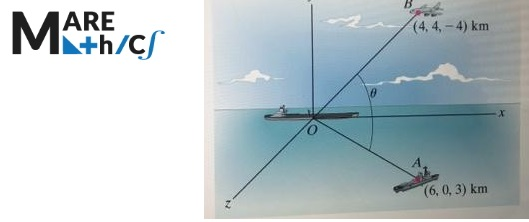 MARE
M+h/cs
B
(4, 4, – 4) km
θ
x
O
A
(6, 0, 3) km
z